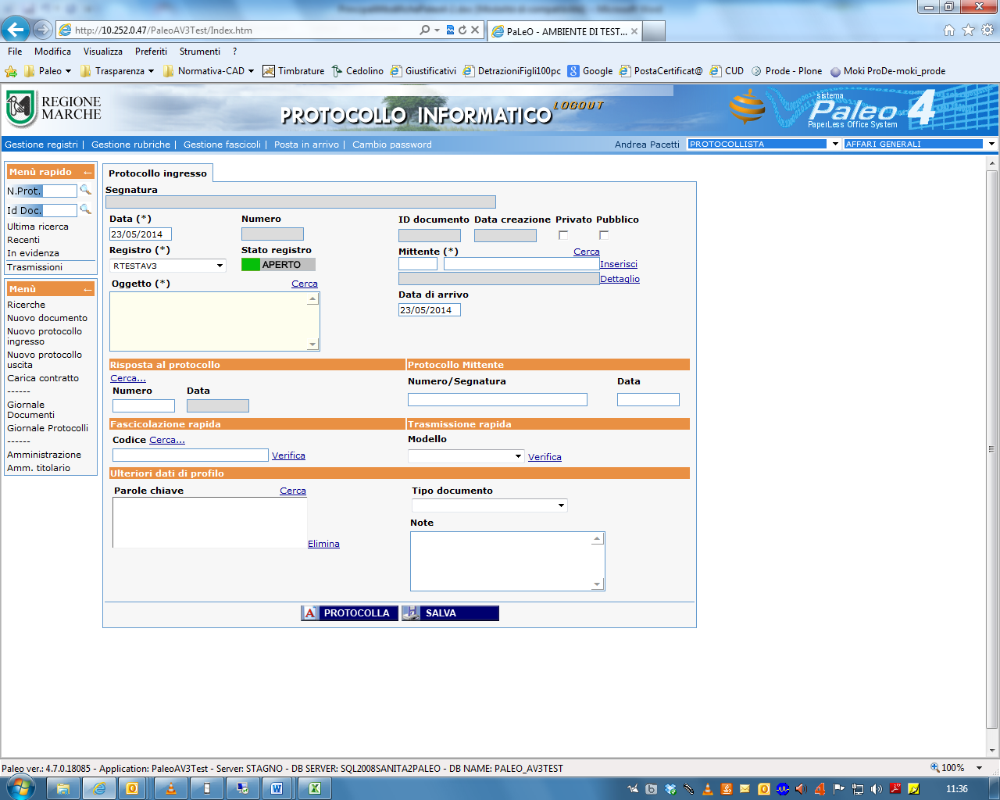 http://10.252.0.47/PaleoAV3Test/Index.htm
PaLeO - AMBIENTE DI TEST...
File Modifica Visualizza Preferiti Strumenti ?
Paleo Trasparenza Normativa-CAD Timbrature Cedolino Giustificativi DetrazioniFigli100pc Google PostaCertificat@ CUD Prode - Plone Moki ProDe-moki_prode
REGIONE
MARCHE
PROTOCOLLO INFORMATICO
LOGOUT
sistema
Paleo 4
PaperLess Office System
Gestione registri | Gestione rubriche | Gestione fascicoli | Posta in arrivo | Cambio password
Andrea Pacetti PROTOCOLLISTA AFFARI GENERALI
Menù rapido ←
N.Prot.
Id Doc.
Ultima ricerca
Recenti
In evidenza
Trasmissioni
Menù ←
Ricerche
Nuovo documento
Nuovo protocollo
ingresso
Nuovo protocollo
uscita
Carica contratto
------
Giornale
Documenti
Giornale Protocolli
------
Amministrazione
Amm. titolario
Protocollo ingresso
Segnatura
Data (*) Numero
23/05/2014
Registro (*) Stato registro
RTESTAV3 APERTO
Oggetto (*) Cerca
ID documento Data creazione Privato Pubblico
Mittente (*) Cerca
Inserisci
Dettaglio
Data di arrivo
23/05/2014
Risposta al protocollo
Cerca...
Numero Data
Protocollo Mittente
Numero/Segnatura Data
Fascicolazione rapida
Codice Cerca...
Verifica
Trasmissione rapida
Modello
Verifica
Ulteriori dati di profilo
Parole chiave Cerca
Elimina
Tipo documento
Note
PROTOCOLLA SALVA
Paleo ver.: 4.7.0.18085 - Application: PaleoAV3Test - Server: STAGNO - DB SERVER: SQL2008SANITA2PALEO - DB NAME: PALEO_AV3TEST
100%
11:36